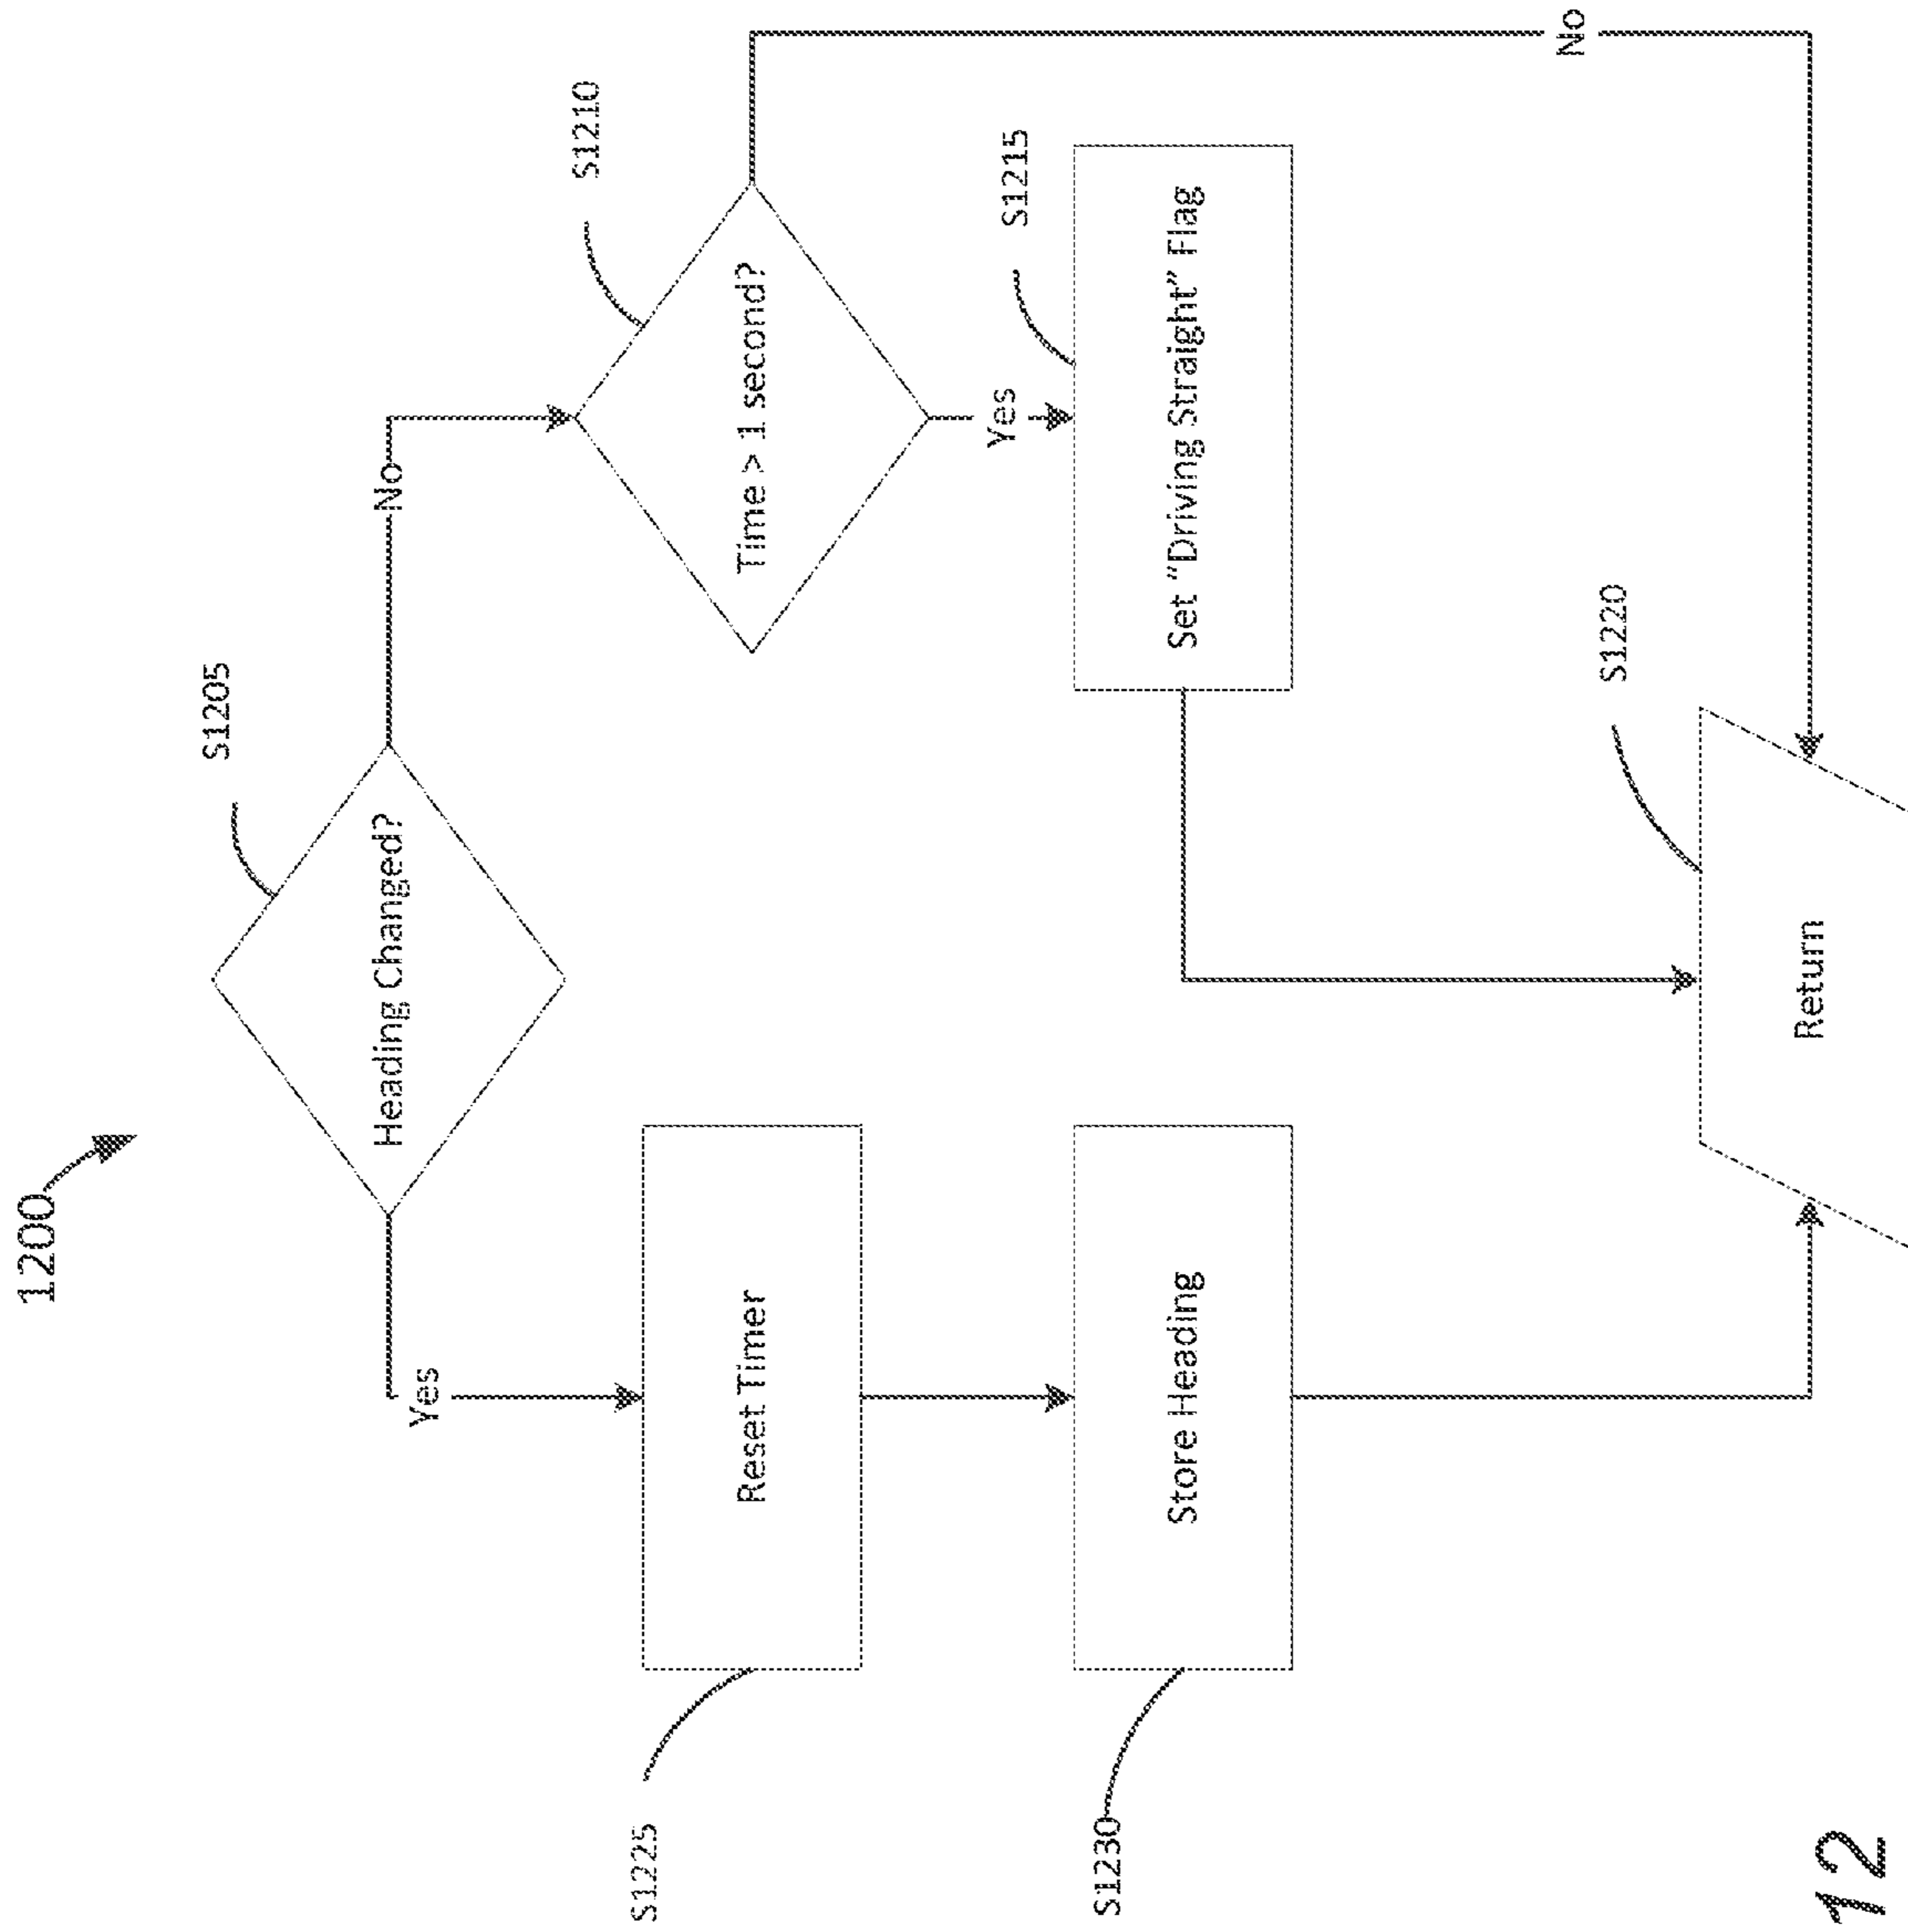 1200
S1205
Heading Changed?
Yes
No
S1210
Time > 1 second?
Yes
No
S1225
Reset Timer
S1215
Set "Driving Straight" Flag
S1230
Store Heading
S1220
Return
12